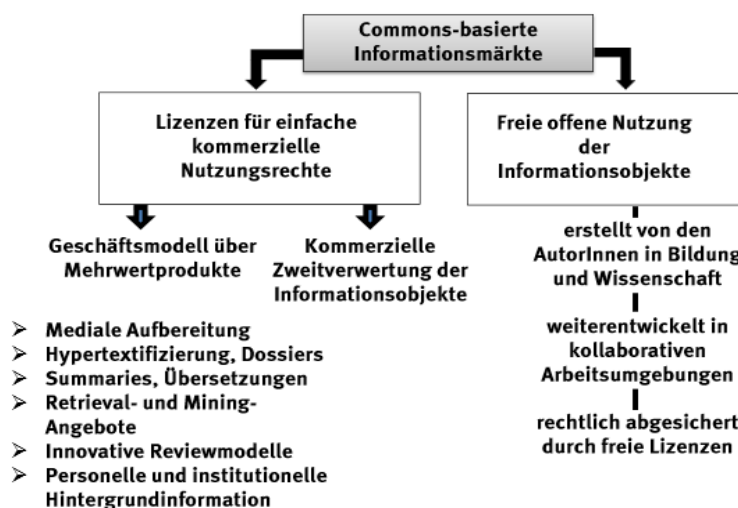 Commons-basierte
Informationsmärkte
Lizenzen für einfache
kommerzielle
Nutzungsrechte
Freie offene Nutzung
der
Informationsobjekte
Geschäftsmodell über
Mehrwertprodukte
Kommerzielle
Zweitverwertung der
Informationsobjekte
erstellt von den
AutorInnen in Bildung
und Wissenschaft
➢ Mediale Aufbereitung
➢ Hypertextifizierung, Dossiers
➢ Summaries, Übersetzungen
➢ Retrieval- und Mining-
Angebote
➢ Innovative Reviewmodelle
➢ Personelle und institutionelle
Hintergrundinformation
weiterentwickelt in
kollaborativen
Arbeitsumgebungen
rechtlich abgesichert
durch freie Lizenzen